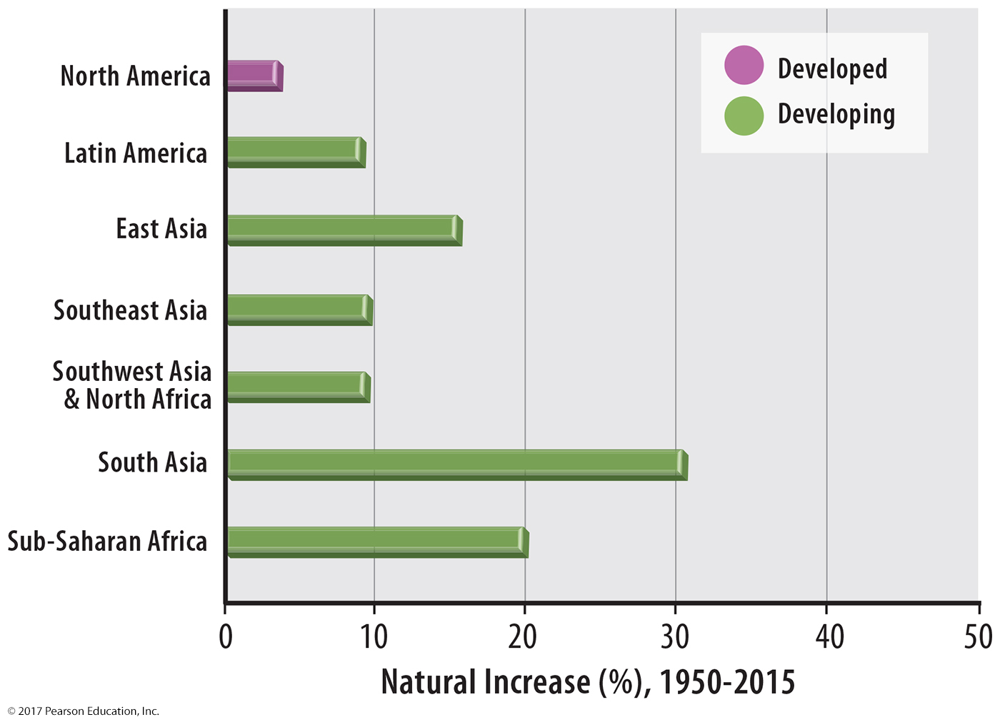 Developed
Developing
North America
Latin America
East Asia
Southeast Asia
Southwest Asia
& North Africa
South Asia
Sub-Saharan Africa
0 10 20 30 40 50
Natural Increase (%), 1950-2015
© 2017 Pearson Education, Inc.